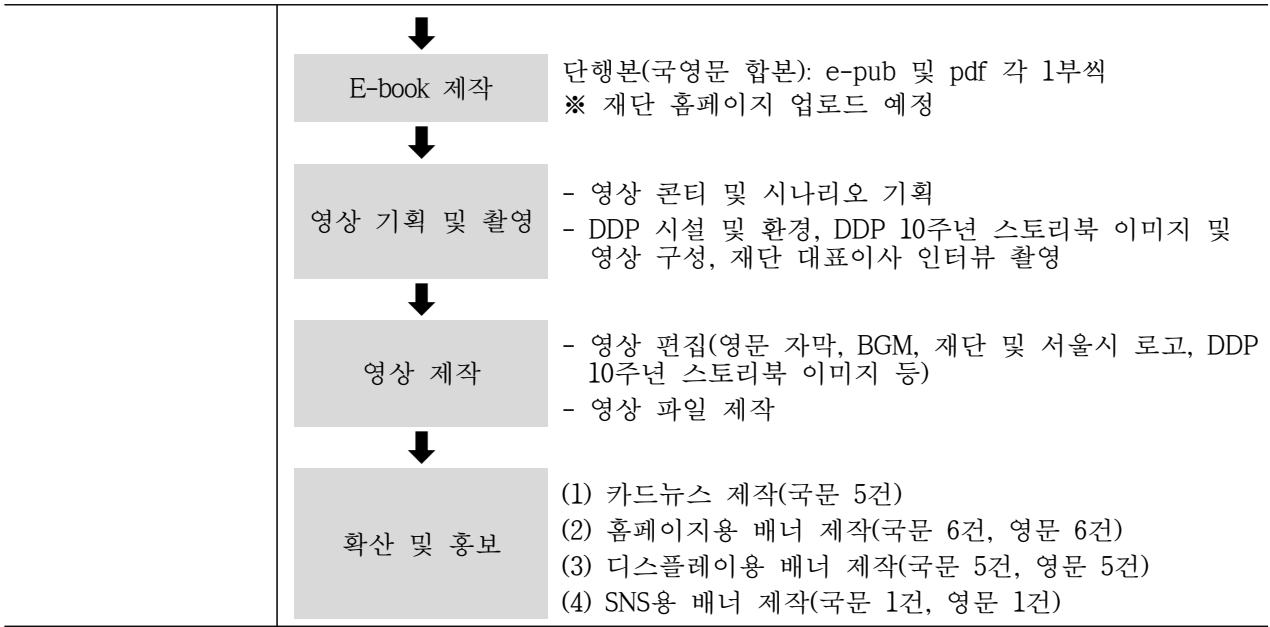 E-book 제작
단행본(국영문 합본): e-pub 및 pdf 각 1부씩
※ 재단 홈페이지 업로드 예정
영상 기획 및 촬영
- 영상 콘티 및 시나리오 기획
- DDP 시설 및 환경, DDP 10주년 스토리북 이미지 및
영상 구성, 재단 대표이사 인터뷰 촬영
영상 제작
- 영상 편집(영문 자막, BGM, 재단 및 서울시 로고, DDP
10주년 스토리북 이미지 등)
- 영상 파일 제작
확산 및 홍보
(1) 카드뉴스 제작(국문 5건)
(2) 홈페이지용 배너 제작(국문 6건, 영문 6건)
(3) 디스플레이용 배너 제작(국문 5건, 영문 5건)
(4) SNS용 배너 제작(국문 1건, 영문 1건)